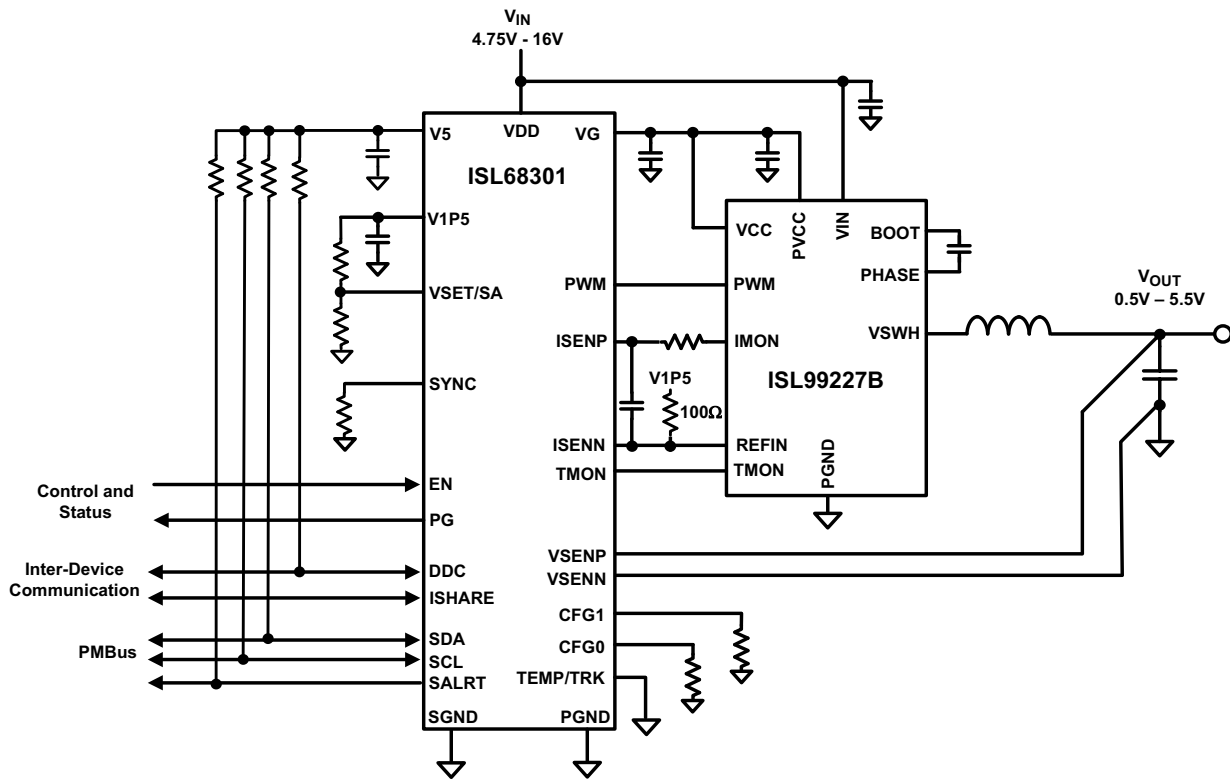 VIN
4.75V - 16V
V5
VDD
VG
ISL68301
V1P5
VSET/SA
SYNC
EN
PG
DDC
ISHARE
SDA
SCL
SALRT
SGND
PGND
PWM
ISENP
ISENN
TMON
VSENP
VSENN
CFG1
CFG0
TEMP/TRK
Control and
Status
Inter-Device
Communication
PMBus
V1P5
100Ω
VCC
PVCC
VIN
BOOT
PHASE
PWM
VSWH
IMON
ISL99227B
REFIN
TMON
PGND
VOUT
0.5V – 5.5V